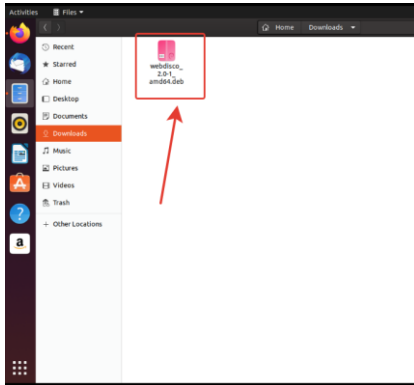 Activities Files
Home Downloads
Recent
Starred
Home
Desktop
Documents
Downloads
Music
Pictures
Videos
Trash
+ Other Locations
webdisco_
2.0-1_
amd64.deb